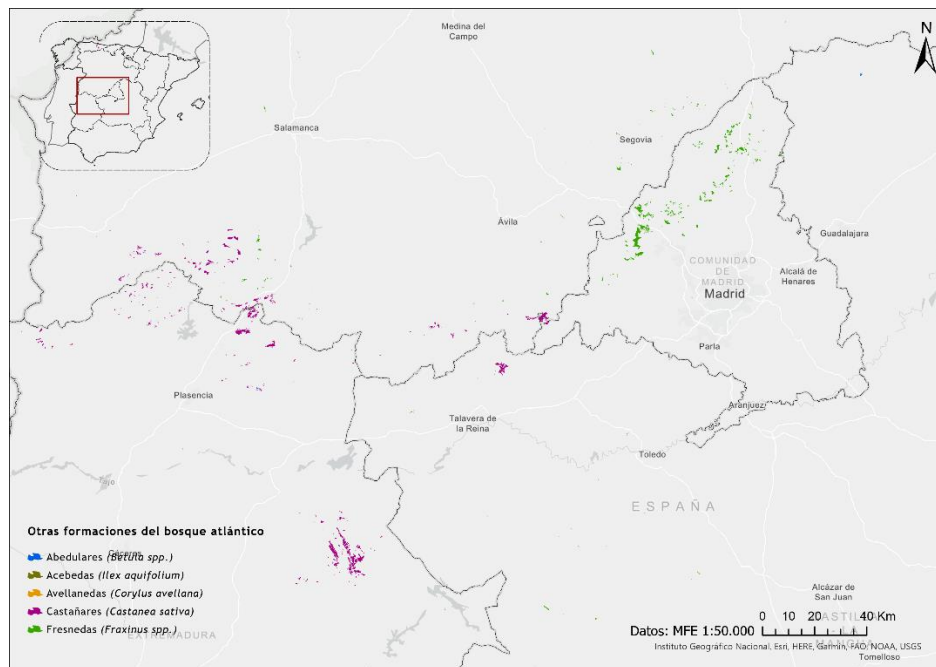 Medina del
Campo
N
Salamanca
Segovia
Ávila
Guadalajara
COMUNIDAD
DE
MADRID
Alcalá de
Henares
Madrid
Parla
Plasencia
Aranjuez
Talavera de
la Reina
Toledo
Tajo
ESPAÑA
Otras formaciones del bosque atlántico
Cáceres
Abedulares (Betula spp.)
Acebedas (Ilex aquifolium)
Avellanedas (Corylus avellana)
Castañares (Castanea sativa)
Fresnedas (Fraxinus spp.)
EXTREMADURA
Alcázar de
San Juan
0 10 20 40 Km
Datos: MFE 1:50.000
Instituto Geográfico Nacional, Esri, HERE, Garmin, FAO, NOAA, USGS
Tomelloso